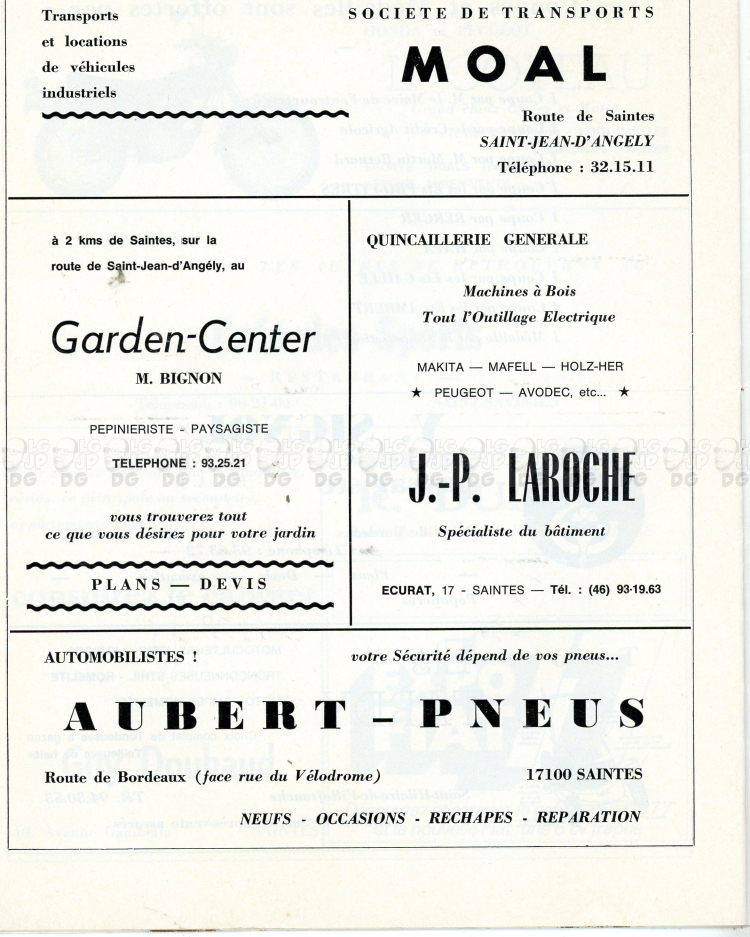 Transports
et locations
de véhicules
industriels
SOCIETE DE TRANSPORTS
MOAL
Route de Saintes
SAINT-JEAN-D'ANGELY
Téléphone : 32.15.11
à 2 kms de Saintes, sur la
route de Saint-Jean-d'Angély, au
Garden-Center
M. BIGNON
PEPINIERISTE - PAYSAGISTE
TELEPHONE : 93.25.21
vous trouverez tout
ce que vous désirez pour votre jardin
PLANS — DEVIS
QUINCAILLERIE GENERALE
Machines à Bois
Tout l'Outillage Electrique
MAKITA — MAFELL — HOLZ-HER
★ PEUGEOT — AVODEC, etc... ★
J.-P. LAROCHE
Spécialiste du bâtiment
ECURAT, 17 - SAINTES — Tél. : (46) 93-19.63
AUTOMOBILISTES !
votre Sécurité dépend de vos pneus...
AUBERT - PNEUS
Route de Bordeaux (face rue du Vélodrome)
17100 SAINTES
NEUFS - OCCASIONS - RECHAPES - REPARATION